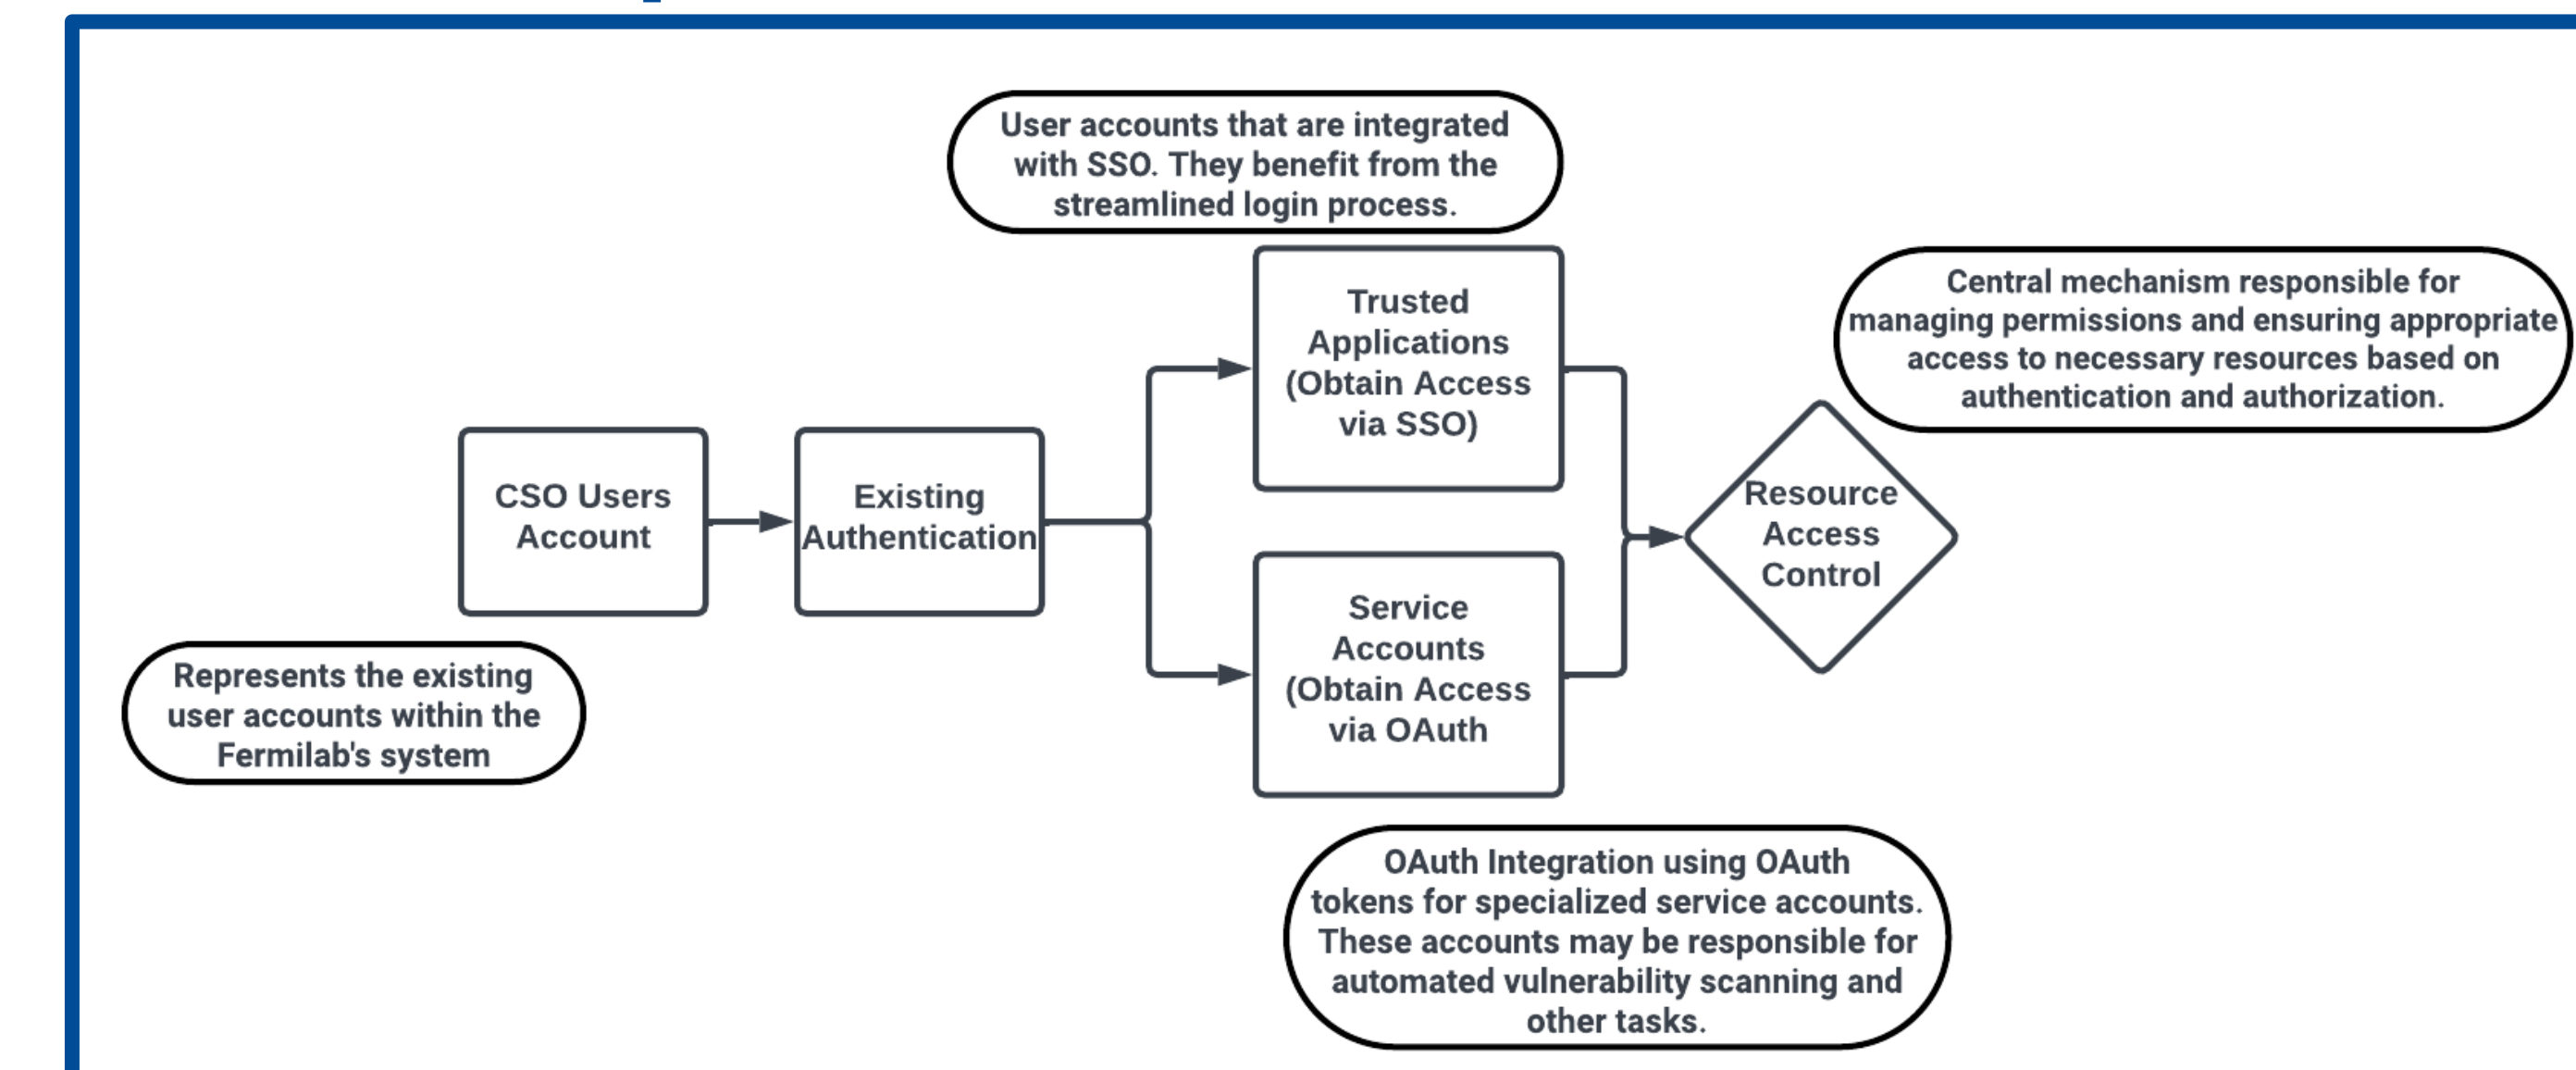 User accounts that are integrated
with SSO. They benefit from the
streamlined login process.
Trusted
Applications
(Obtain Access
via SSO)
Central mechanism responsible for
managing permissions and ensuring appropriate
access to necessary resources based on
authentication and authorization.
CSO Users
Account
Existing
Authentication
Resource
Access
Control
Service
Accounts
(Obtain Access
via OAuth
Represents the existing
user accounts within the
Fermilab's system
OAuth Integration using OAuth
tokens for specialized service accounts.
These accounts may be responsible for
automated vulnerability scanning and
other tasks.